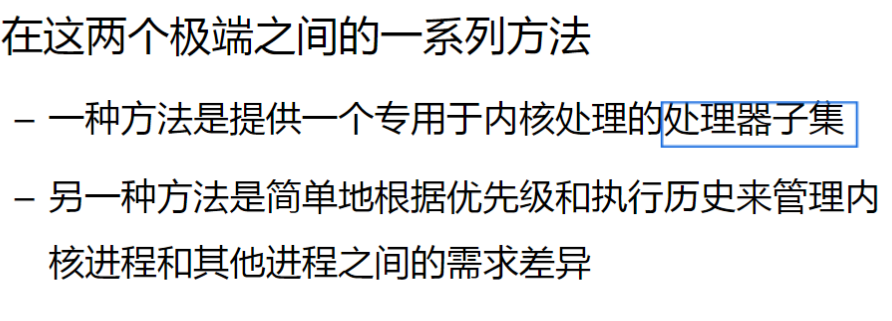 在这两个极端之间的一系列方法
– 一种方法是提供一个专用于内核处理的处理器子集
– 另一种方法是简单地根据优先级和执行历史来管理内
核进程和其他进程之间的需求差异